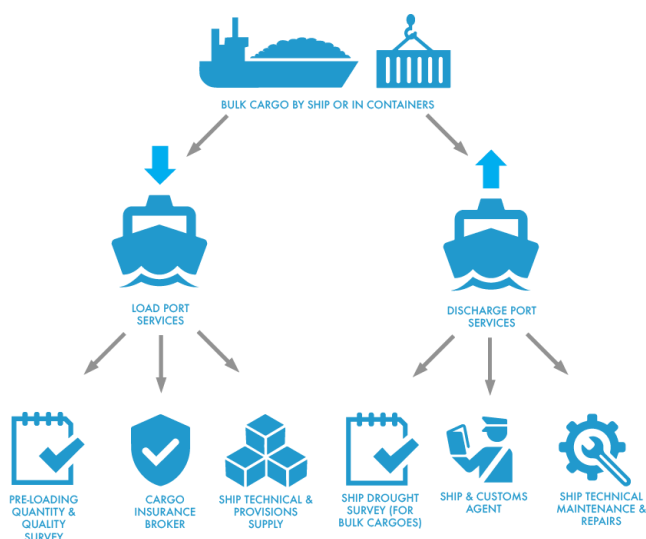 BULK CARGO BY SHIP OR IN CONTAINERS
LOAD PORT
SERVICES
DISCHARGE PORT
SERVICES
PRE-LOADING
QUANTITY &
QUALITY
SURVEY
CARGO
INSURANCE
BROKER
SHIP TECHNICAL &
PROVISIONS
SUPPLY
SHIP DROUGHT
SURVEY (FOR
BULK CARGOES)
SHIP & CUSTOMS
AGENT
SHIP TECHNICAL
MAINTENANCE &
REPAIRS